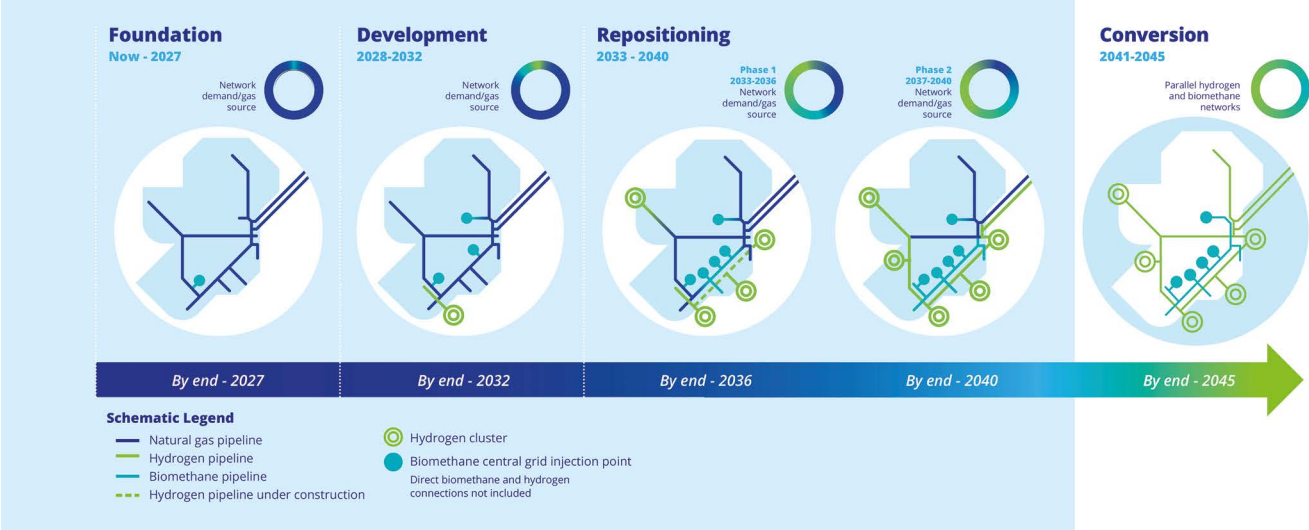 Foundation
Now - 2027
Network
demand/gas
source
Development
2028-2032
Network
demand/gas
source
Repositioning
2033 - 2040
Phase 1
2033-2036
Network
demand/gas
source
Phase 2
2037-2040
Network
demand/gas
source
Conversion
2041-2045
Parallel hydrogen
and biomethane
networks
By end - 2027
By end - 2032
By end - 2036
By end - 2040
By end - 2045
Schematic Legend
Natural gas pipeline
Hydrogen pipeline
Biomethane pipeline
Hydrogen pipeline under construction
Hydrogen cluster
Biomethane central grid injection point
Direct biomethane and hydrogen
connections not included